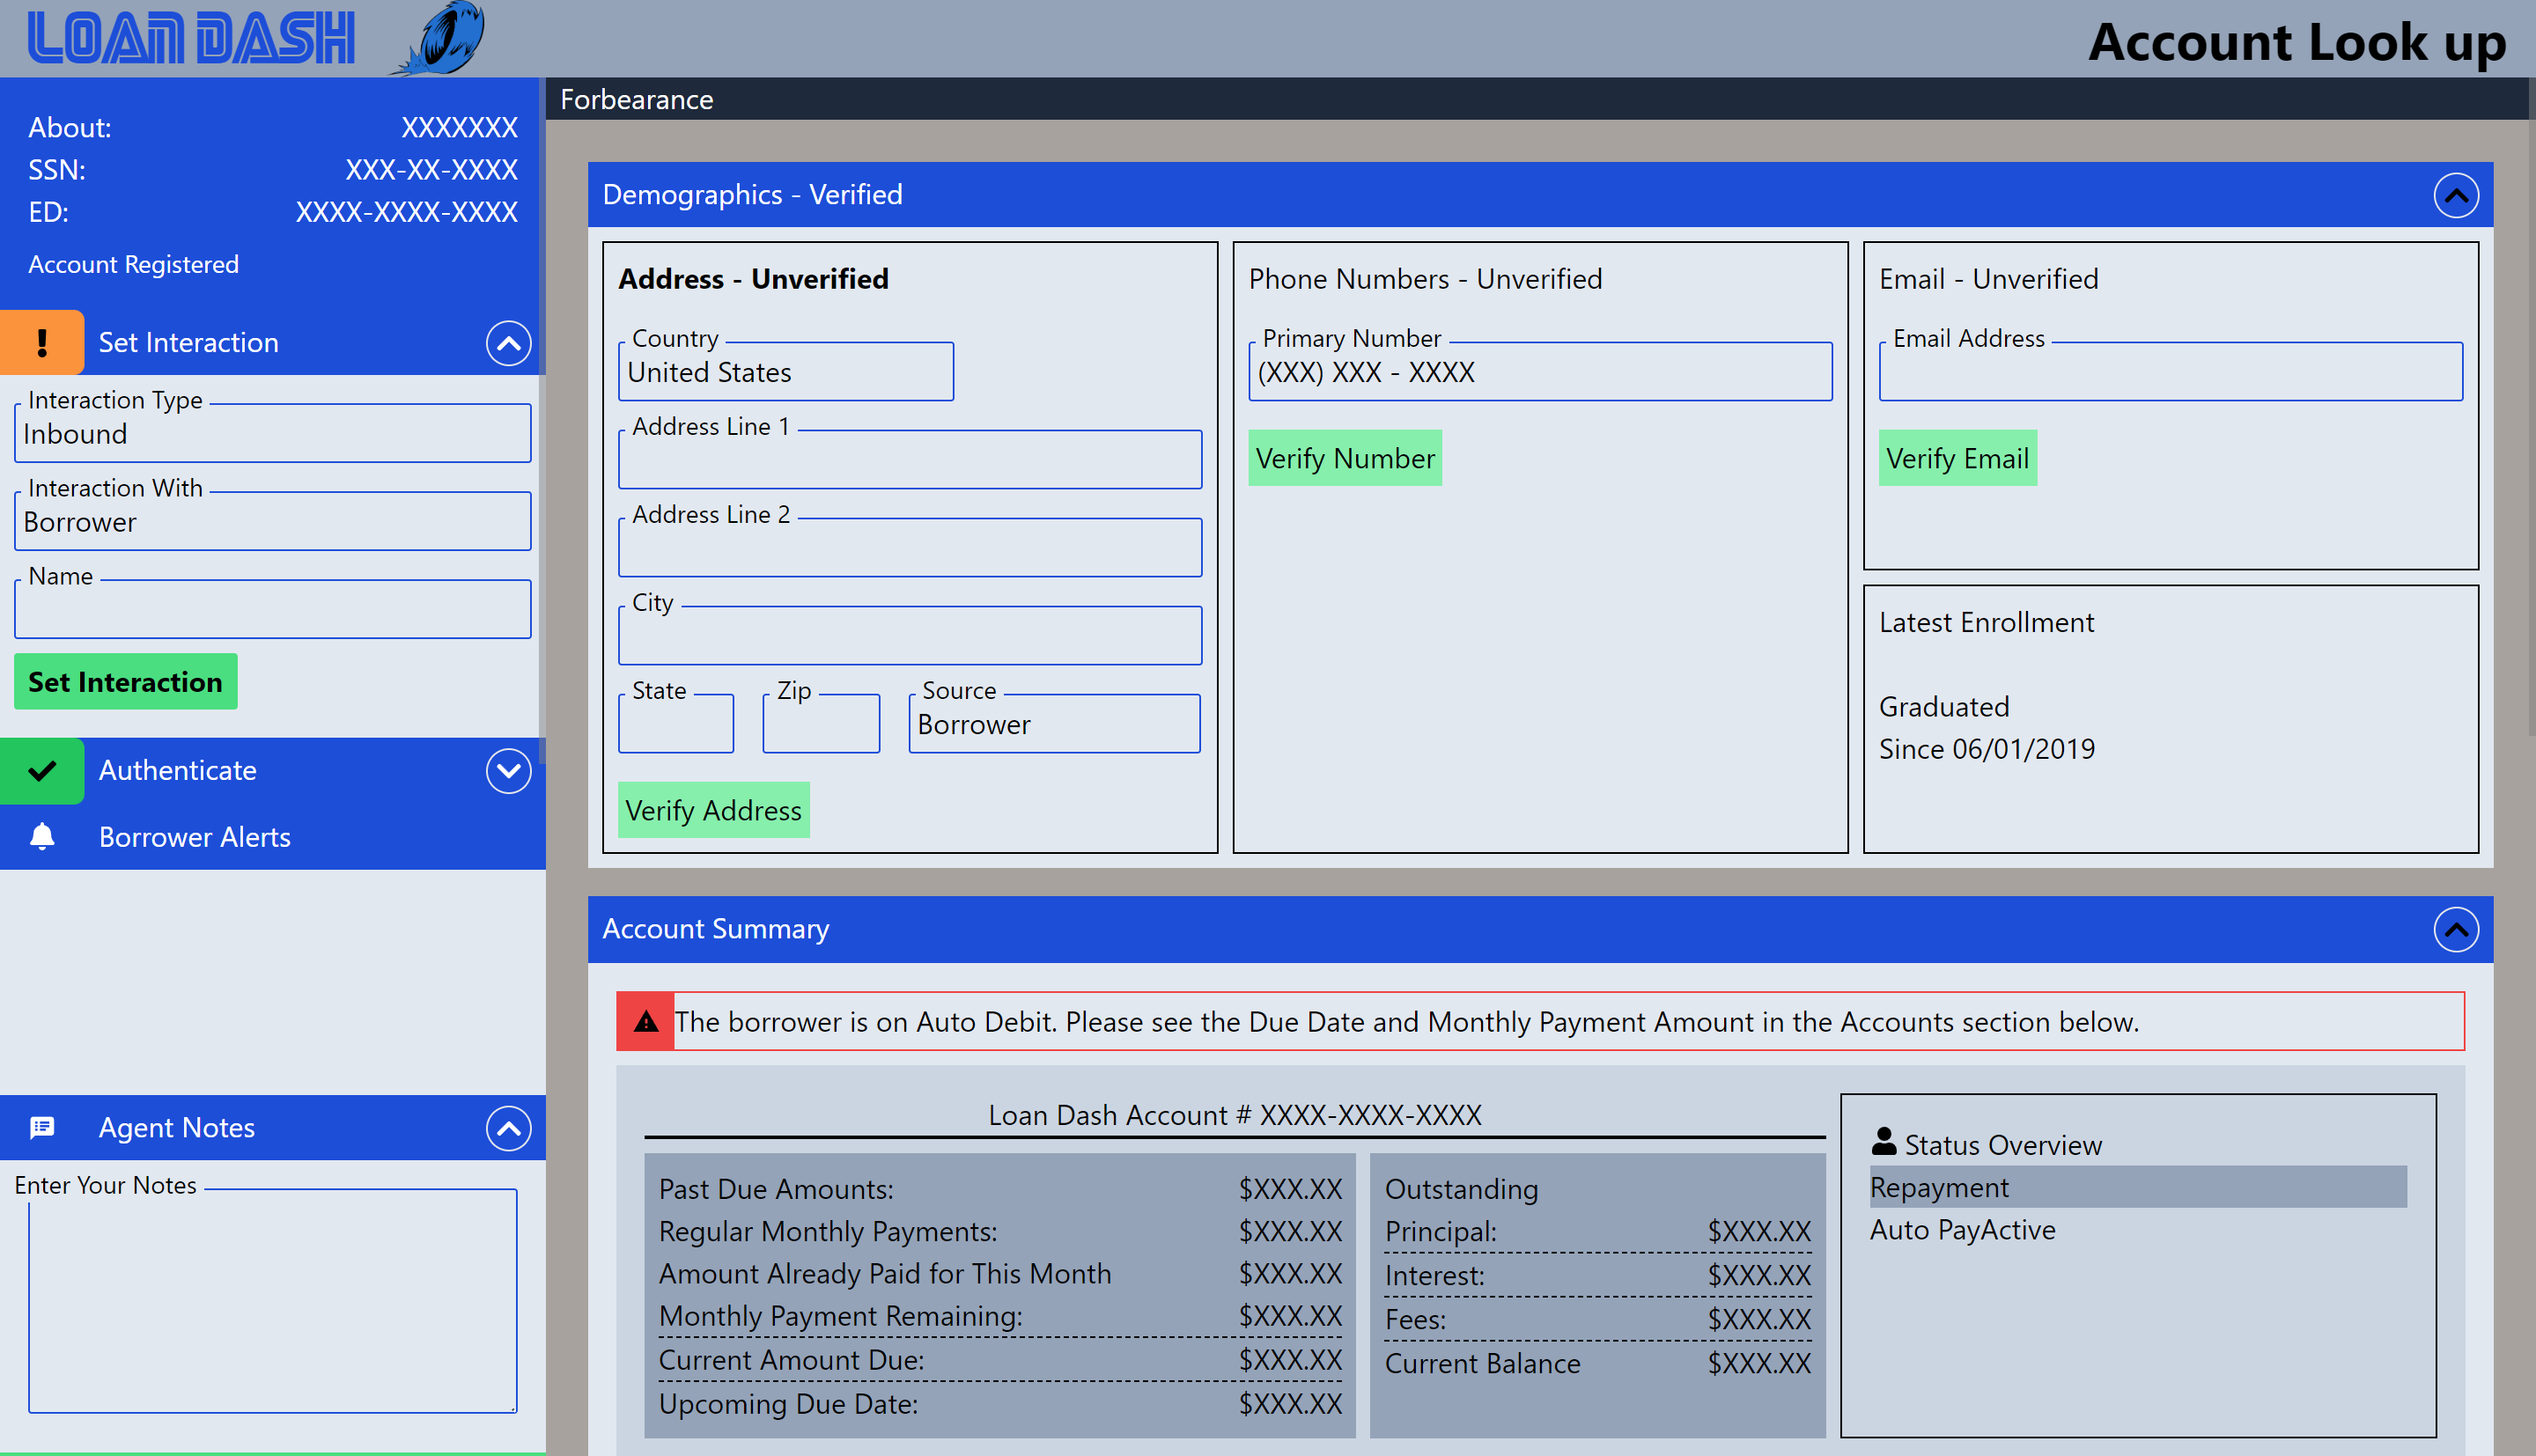 LOAN DASH
Account Look up
About: XXXXXXX
SSN: XXX-XX-XXXX
ED: XXXX-XXXX-XXXX
Account Registered
Set Interaction
Interaction Type
Inbound
Interaction With
Borrower
Name
Set Interaction
Authenticate
Borrower Alerts
Agent Notes
Enter Your Notes
Forbearance
Demographics - Verified
Address - Unverified
Country
United States
Address Line 1
Address Line 2
City
State Zip Source
Borrower
Verify Address
Phone Numbers - Unverified
Primary Number
(XXX) XXX - XXXX
Verify Number
Email - Unverified
Email Address
Verify Email
Latest Enrollment
Graduated
Since 06/01/2019
Account Summary
The borrower is on Auto Debit. Please see the Due Date and Monthly Payment Amount in the Accounts section below.
Loan Dash Account # XXXX-XXXX-XXXX
Past Due Amounts: $XXX.XX
Regular Monthly Payments: $XXX.XX
Amount Already Paid for This Month $XXX.XX
Monthly Payment Remaining: $XXX.XX
Current Amount Due: $XXX.XX
Upcoming Due Date: $XXX.XX
Outstanding
Principal: $XXX.XX
Interest: $XXX.XX
Fees: $XXX.XX
Current Balance $XXX.XX
Status Overview
Repayment
Auto PayActive